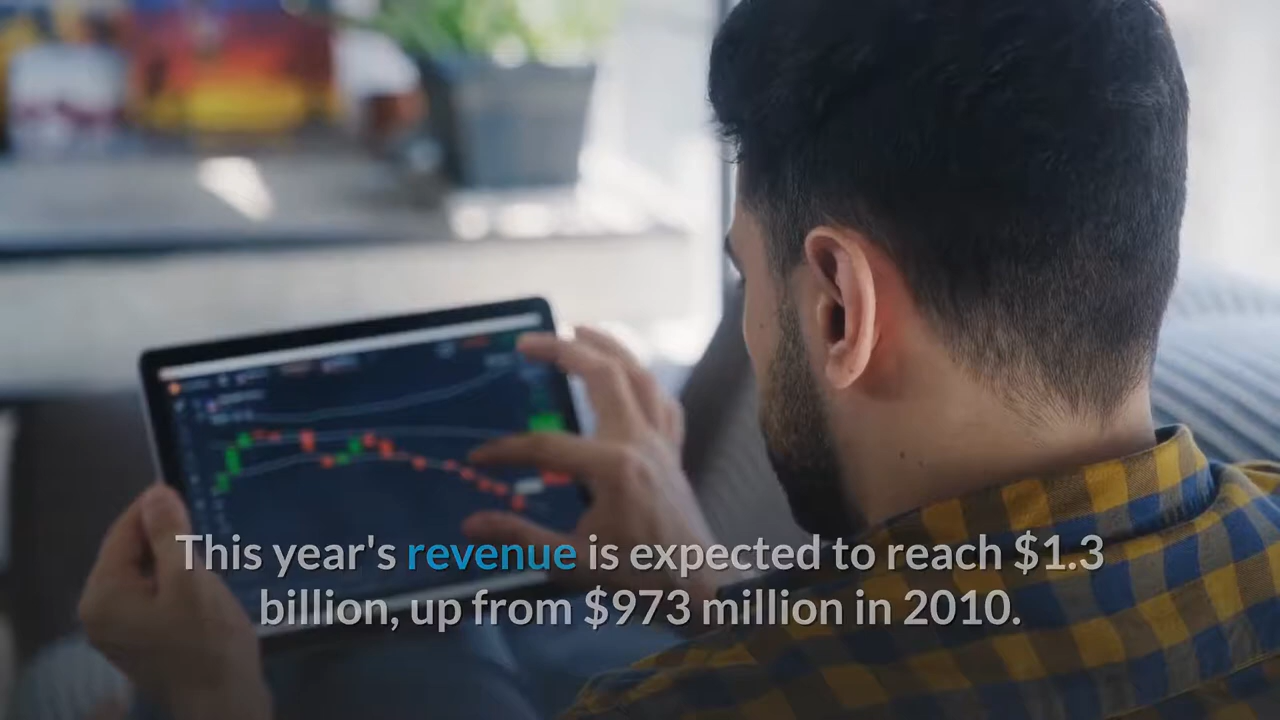 This year's revenue is expected to reach $1.3
billion, up from $973 million in 2010.